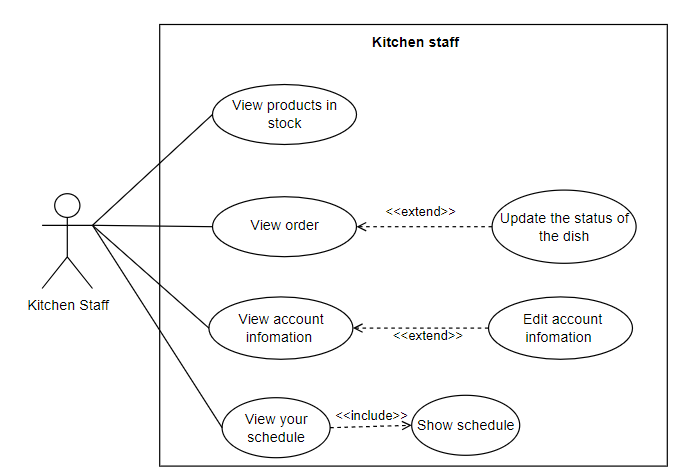 Kitchen staff
View products in
stock
<<extend>>
View order
Update the status of
the dish
Kitchen Staff
View account
infomation
<<extend>>
Edit account
infomation
View your
schedule
<<include>>
Show schedule